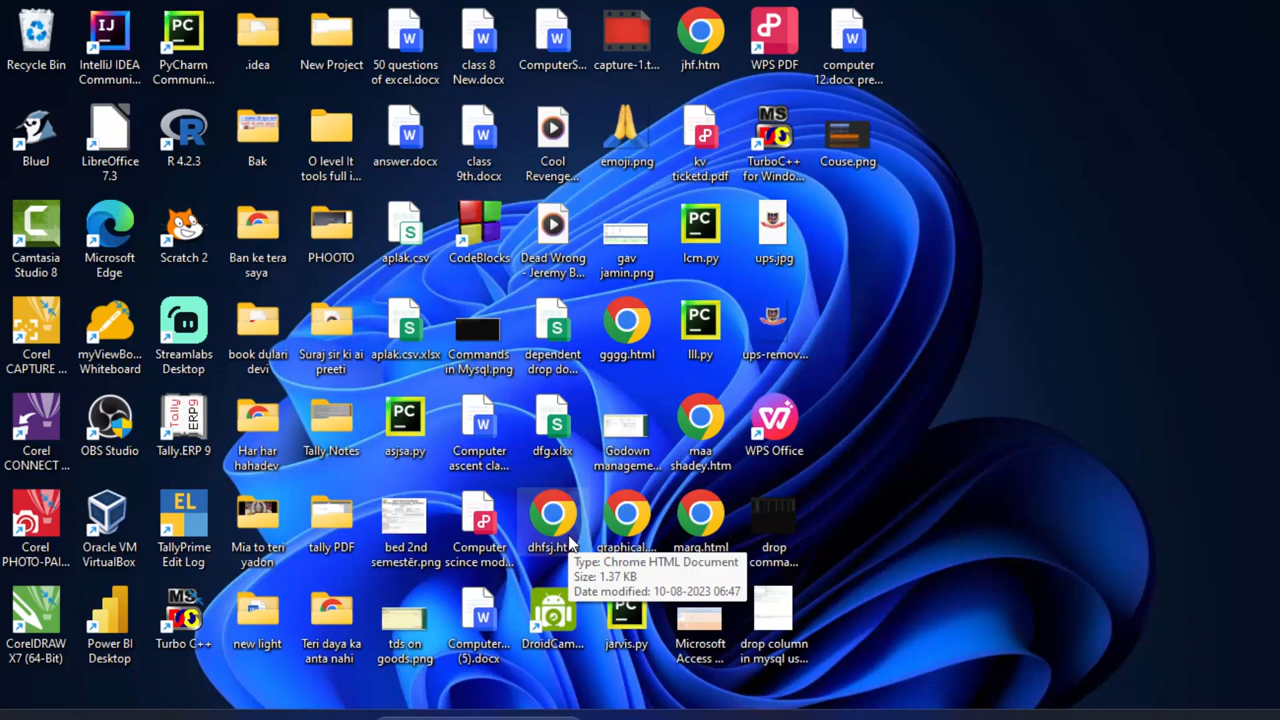 Recycle Bin
IntelliJ IDEA
Communi...
PyCharm
Communi...
.idea
New Project
50 questions
of excel.docx
class 8
New.docx
ComputerS...
capture-1.t...
jhf.htm
WPS PDF
computer
12.docx pre...
BlueJ
LibreOffice
7.3
R 4.2.3
Bak
O level It
tools full i...
answer.docx
class
9th.docx
Cool
Revenge...
emoji.png
kv
ticketd.pdf
TurboC++
for Windo...
Couse.png
Camtasia
Studio 8
Microsoft
Edge
Scratch 2
Ban ke tera
saya
PHOOTO
aplak.csv
CodeBlocks
Dead Wrong
- Jeremy B...
gav
jamin.png
lcm.py
ups.jpg
Corel
CAPTURE ...
myViewBo...
Whiteboard
Streamlabs
Desktop
book dulari
devi
Suraj sir ki ai
preeti
aplak.csv.xlsx
Commands
in Mysql.png
dependent
drop do...
gggg.html
lll.py
ups-remov...
Corel
CONNECT ...
OBS Studio
Tally.ERP 9
Har har
hahadev
Tally Notes
asjsa.py
Computer
ascent cla...
dfg.xlsx
Godown
manageme...
maa
shadey.htm
WPS Office
Corel
PHOTO-PAI...
Oracle VM
VirtualBox
TallyPrime
Edit Log
Mia to teri
yadon
tally PDF
bed 2nd
semester.png
Computer
scince mod...
graphical....
marq.html
drop
comma...
Type: Chrome HTML Document
Size: 1.37 KB
Date modified: 10-08-2023 06:47
CorelDRAW
X7 (64-Bit)
Power BI
Desktop
Turbo C++
new light
Teri daya ka
anta nahi
tds on
goods.png
Computer...
(5).docx
DroidCam...
jarvis.py
Microsoft
Access ...
drop column
in mysql us...